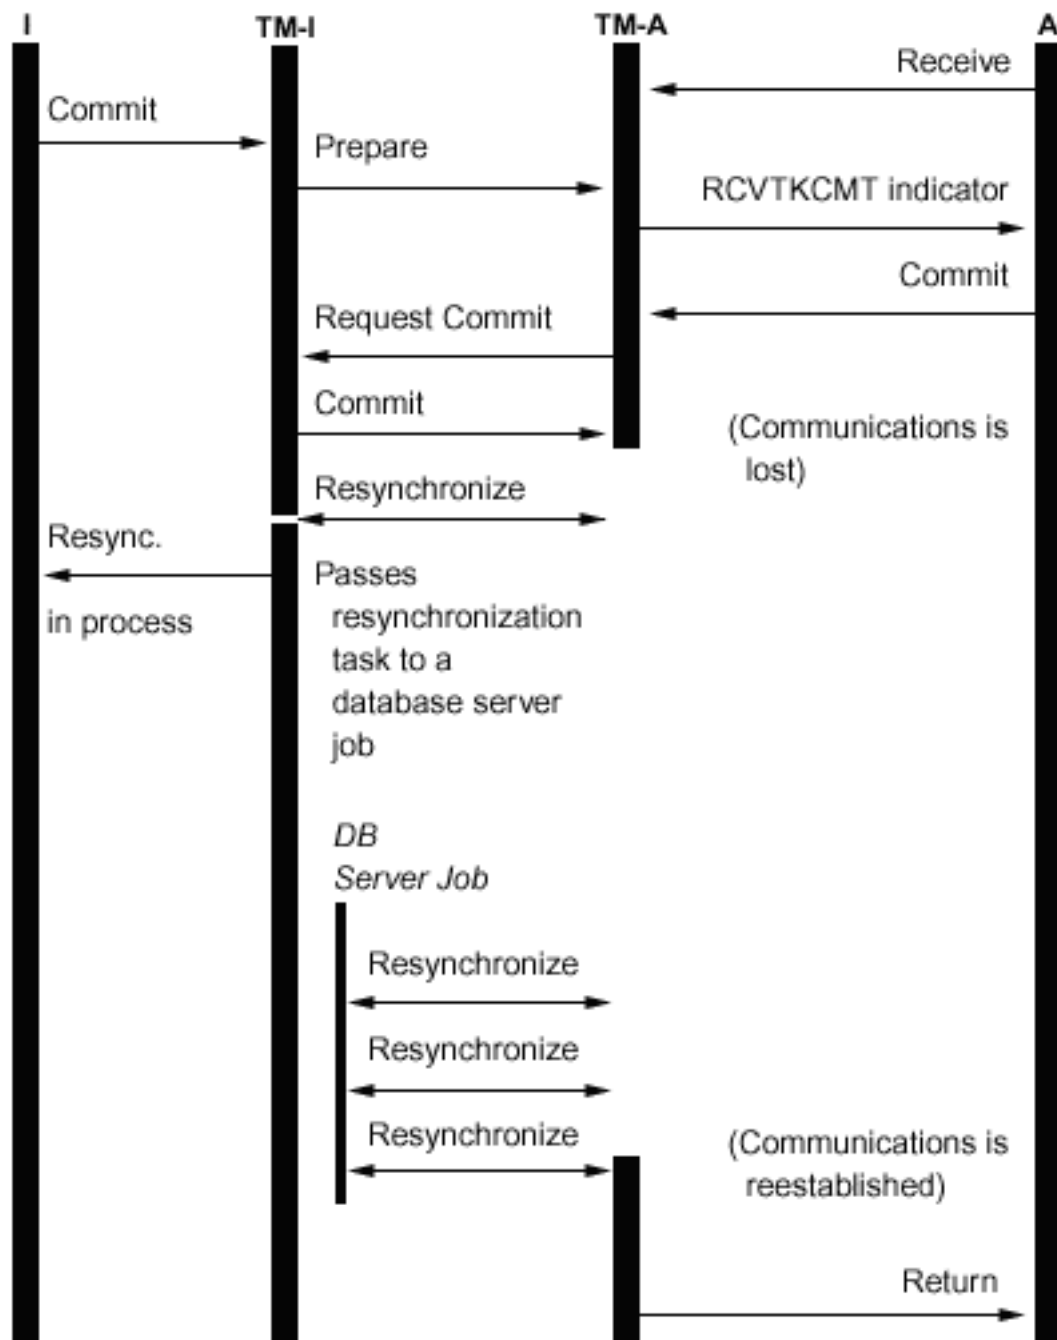 I TM-I TM-A A
Receive
Commit
Prepare
RCVTKCMT indicator
Commit
Request Commit
Commit
(Communications is
lost)
Resynchronize
Resync.
in process
Passes
resynchronization
task to a
database server
job
DB
Server Job
Resynchronize
Resynchronize
Resynchronize
(Communications is
reestablished)
Return